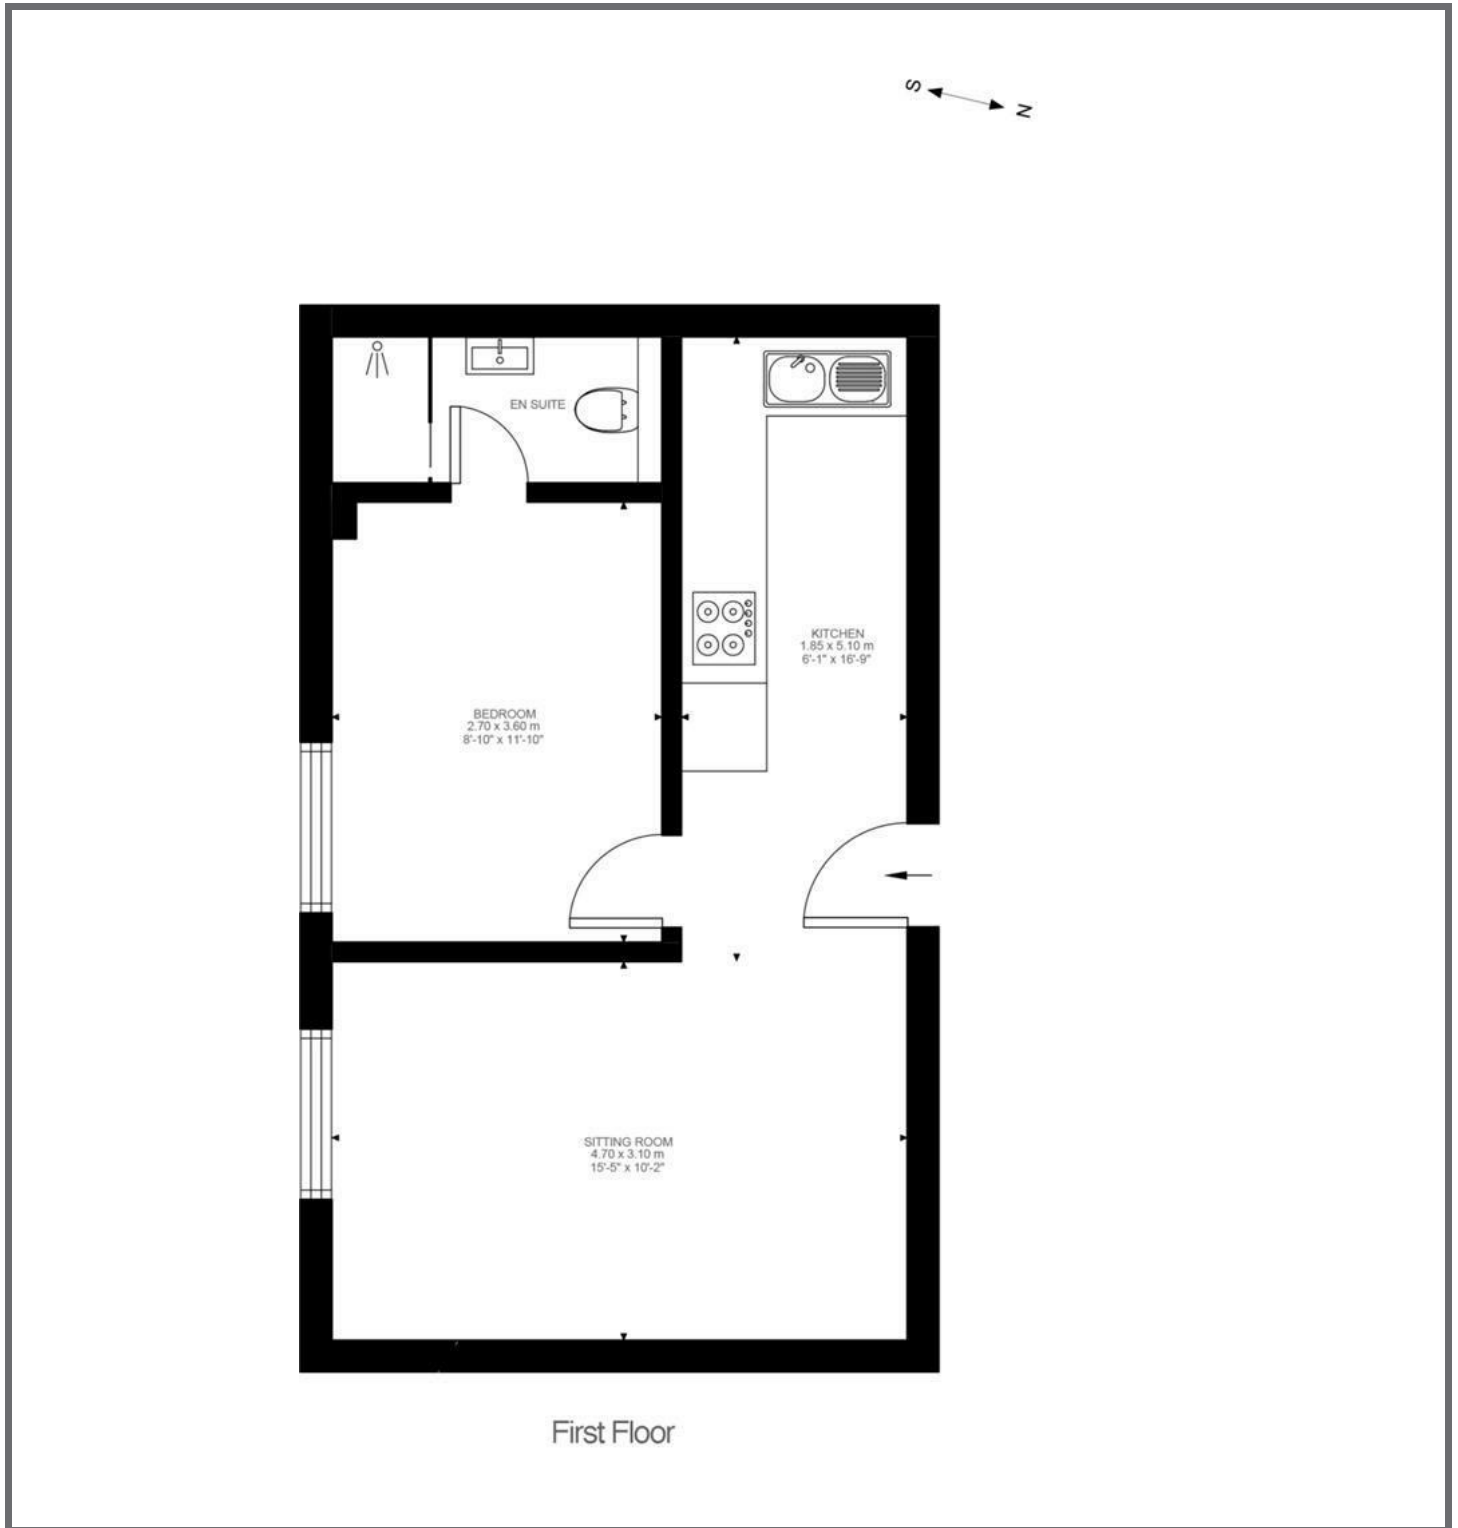 S
N
EN SUITE
KITCHEN
1.85 x 5.10 m
6'-1" x 16'-9"
BEDROOM
2.70 x 3.60 m
8'-10" x 11'-10"
SITTING ROOM
4.70 x 3.10 m
15'-5" x 10'-2"
First Floor